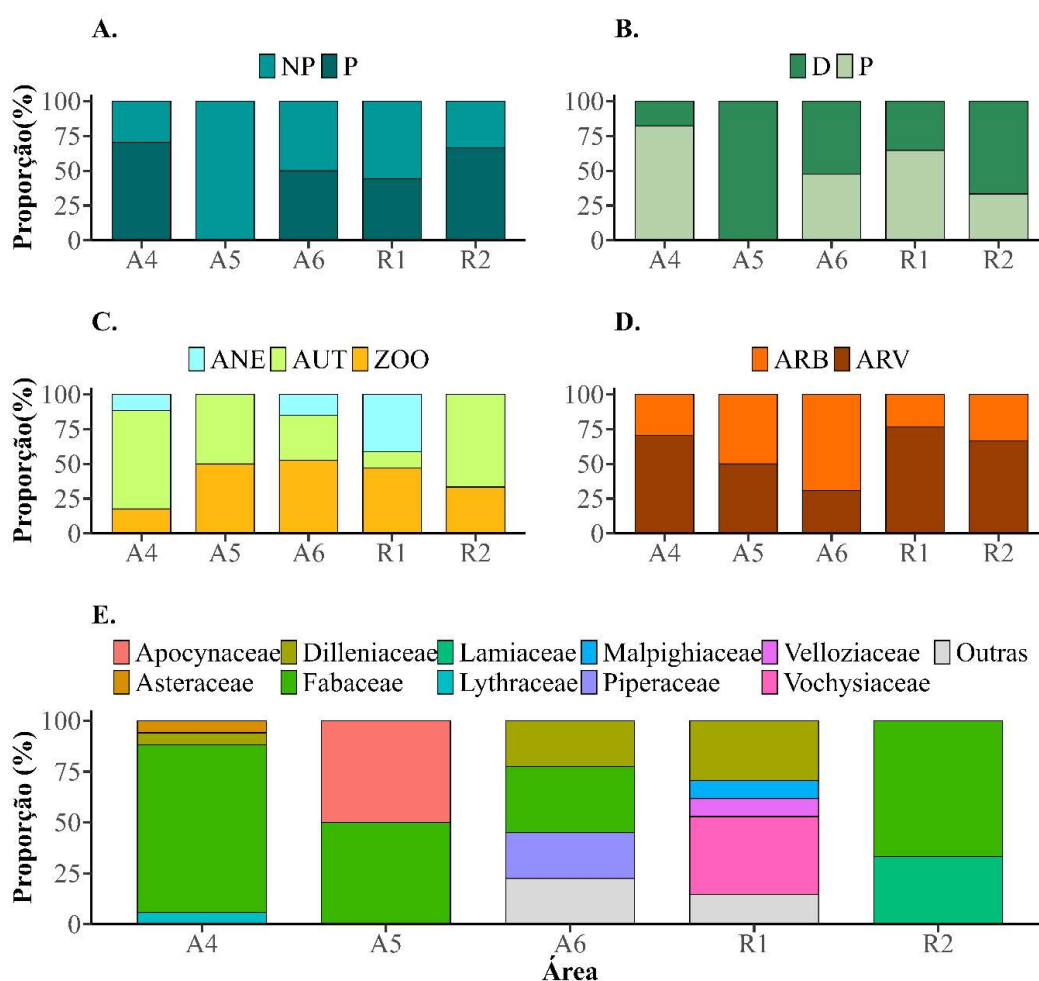 A.
NP P
Proporção(%)
100
75
50
25
0
A4 A5 A6 R1 R2
B.
D P
100
75
50
25
0
A4 A5 A6 R1 R2
C.
ANE AUT ZOO
Proporção(%)
100
75
50
25
0
A4 A5 A6 R1 R2
D.
ARB ARV
100
75
50
25
0
A4 A5 A6 R1 R2
E.
Apocynaceae Dilleniaceae Lamiaceae Malpighiaceae Velloziaceae Outras
Asteraceae Fabaceae Lythraceae Piperaceae Vochysiaceae
Proporção (%)
100
75
50
25
0
A4 A5 A6 R1 R2
Área